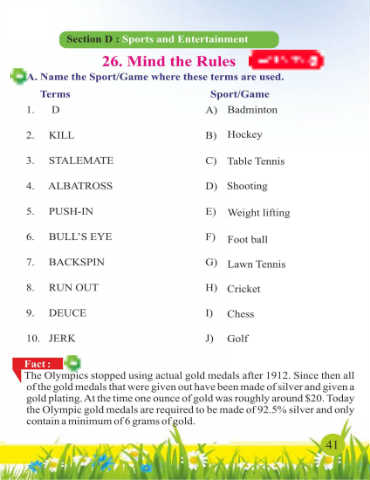 Section D : Sports and Entertainment
26. Mind the Rules
A. Name the Sport/Game where these terms are used.
Terms Sport/Game
1. D A) Badminton
2. KILL B) Hockey
3. STALEMATE C) Table Tennis
4. ALBATROSS D) Shooting
5. PUSH-IN E) Weight lifting
6. BULL'S EYE F) Foot ball
7. BACKSPIN G) Lawn Tennis
8. RUN OUT H) Cricket
9. DEUCE I) Chess
10. JERK J) Golf
Fact :
The Olympics stopped using actual gold medals after 1912. Since then all
of the gold medals that were given out have been made of silver and given a
gold plating. At the time one ounce of gold was roughly around $20. Today
the Olympic gold medals are required to be made of 92.5% silver and only
contain a minimum of 6 grams of gold.
41